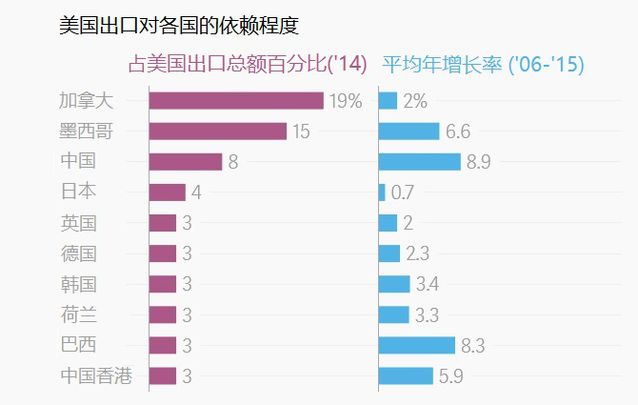 美国出口对各国的依赖程度
占美国出口总额百分比('14) 平均年增长率 ('06-'15)
加拿大 19% 2%
墨西哥 15 6.6
中国 8 8.9
日本 4 0.7
英国 3 2
德国 3 2.3
韩国 3 3.4
荷兰 3 3.3
巴西 3 8.3
中国香港 3 5.9